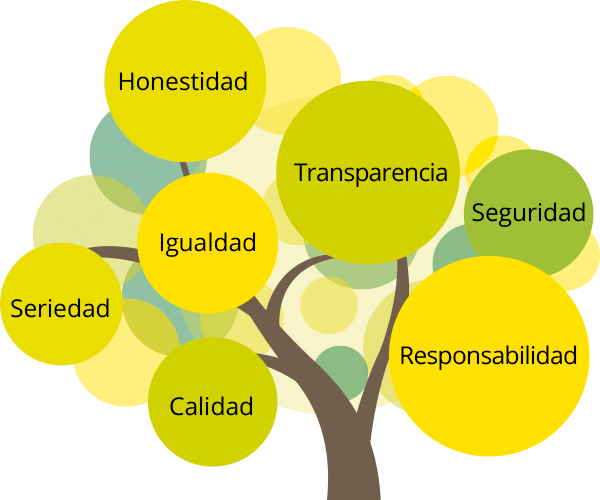 Honestidad
Transparencia
Seguridad
Igualdad
Seriedad
Responsabilidad
Calidad